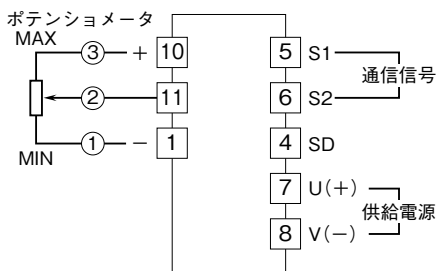 ポテンショメータ
MAX
③ + 10
② 11
① − 1
MIN
5 S1
6 S2
通信信号
4 SD
7 U(+)
8 V(−)
供給電源